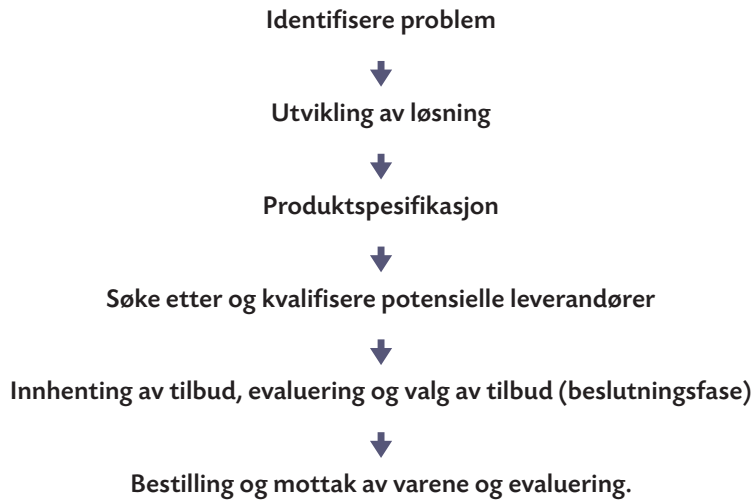 Identifisere problem
Utvikling av løsning
Produktspesifikasjon
Søke etter og kvalifisere potensielle leverandører
Innhenting av tilbud, evaluering og valg av tilbud (beslutningsfase)
Bestilling og mottak av varene og evaluering.